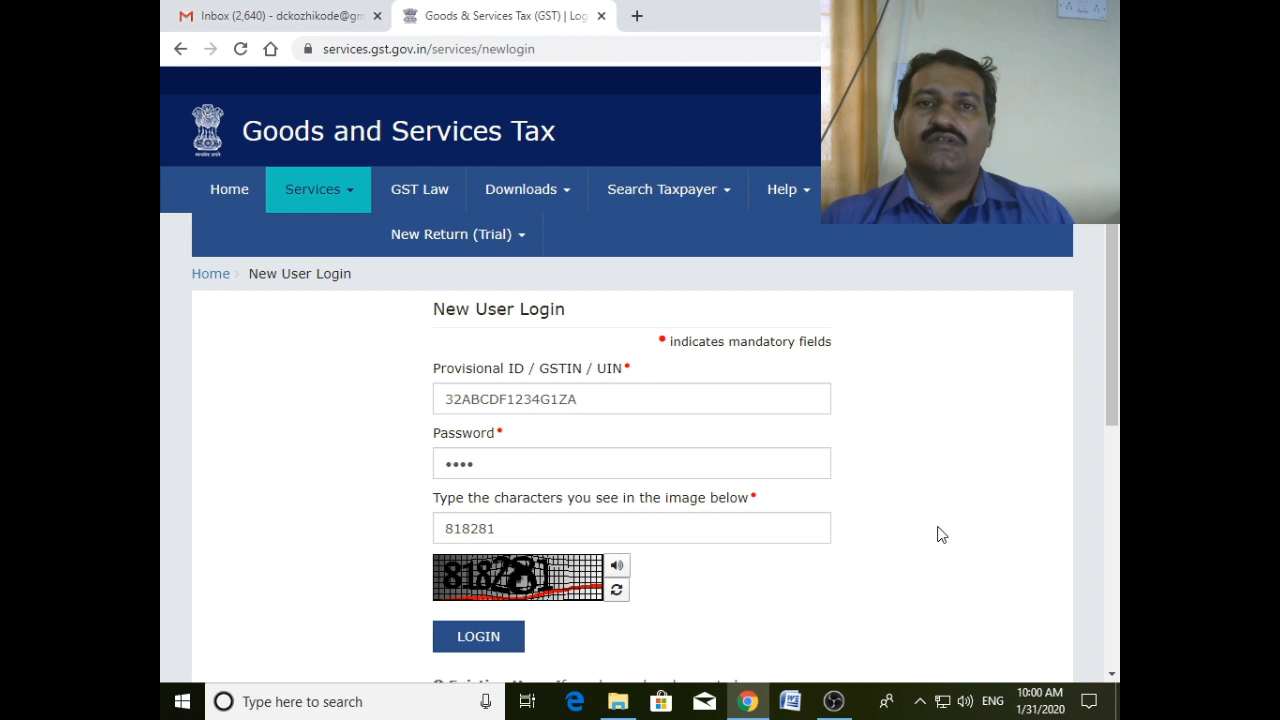 Inbox (2,640) - dckozhikode@gm
Goods & Services Tax (GST) | Log
services.gst.gov.in/services/newlogin
Goods and Services Tax
Home
Services
GST Law
Downloads
Search Taxpayer
Help
New Return (Trial)
Home
New User Login
New User Login
indicates mandatory fields
Provisional ID / GSTIN / UIN
32ABCDF1234G1ZA
Password
••••
Type the characters you see in the image below
818281
818281
LOGIN
Type here to search
ENG
10:00 AM
1/31/2020